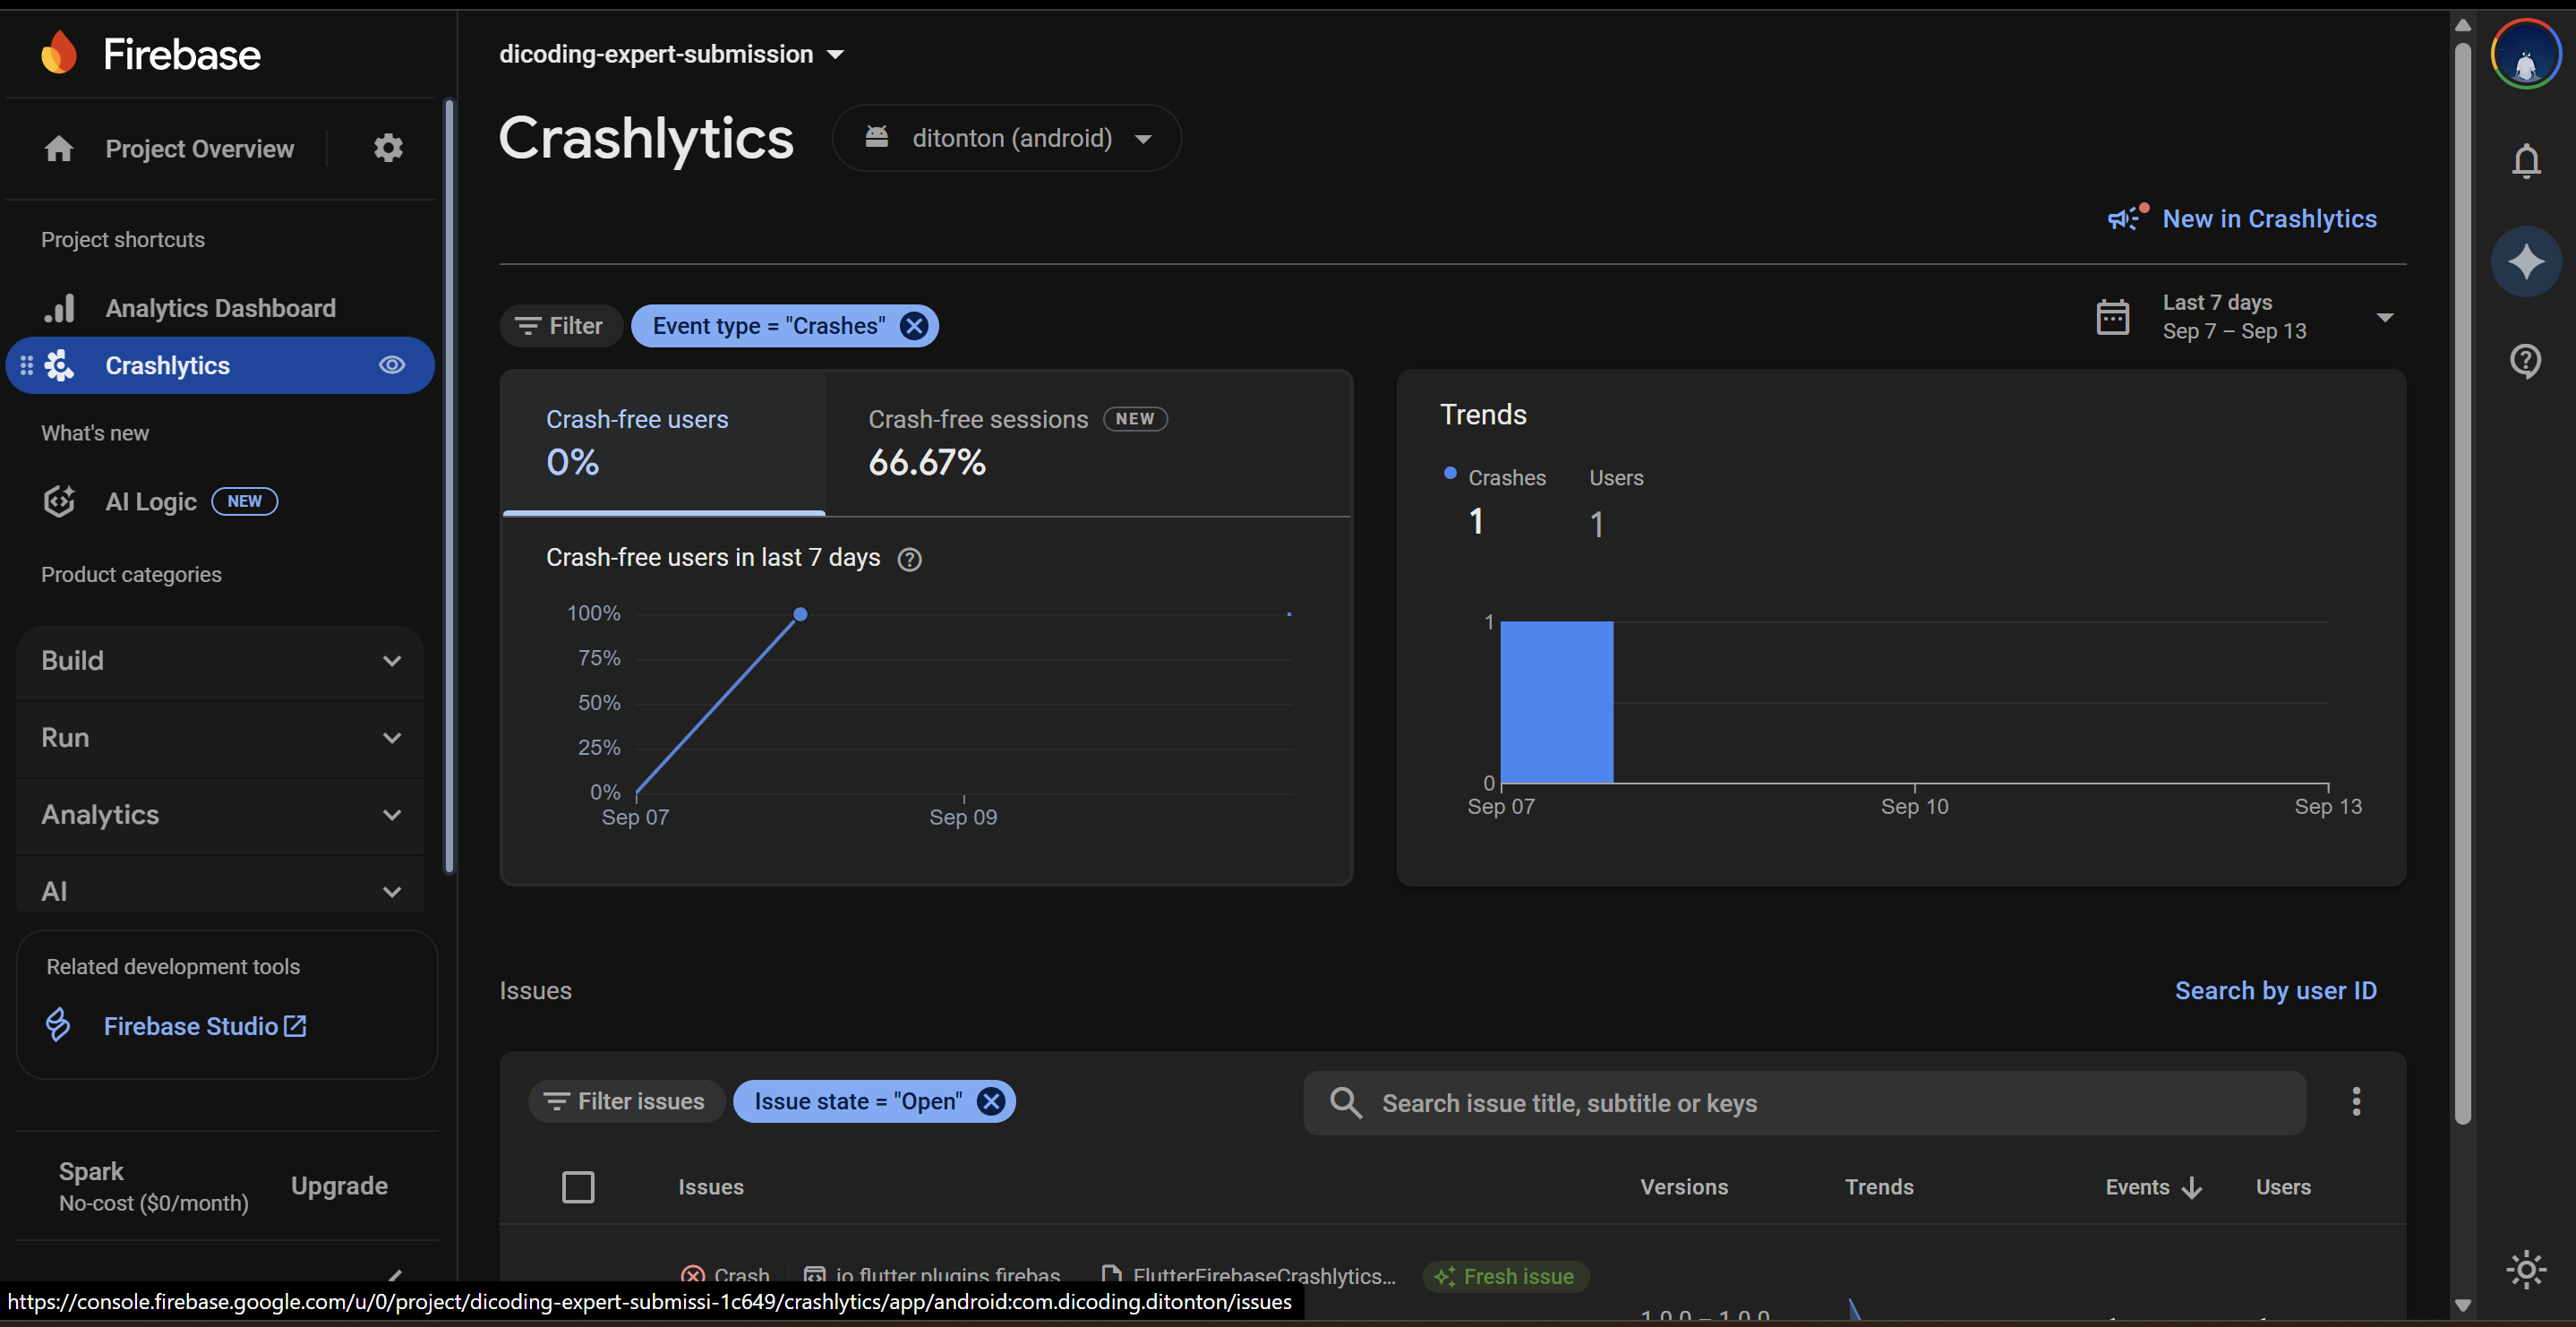 Firebase
Project Overview
Project shortcuts
Analytics Dashboard
Crashlytics
What's new
AI Logic NEW
Product categories
Build
Run
Analytics
AI
Related development tools
Firebase Studio
Spark
No-cost ($0/month)
Upgrade
dicoding-expert-submission
Crashlytics
ditonton (android)
New in Crashlytics
Filter
Event type = "Crashes"
Last 7 days
Sep 7 – Sep 13
Crash-free users
0%
Crash-free sessions NEW
66.67%
Crash-free users in last 7 days
100%
75%
50%
25%
0%
Sep 07
Sep 09
Trends
Crashes
1
Users
1
1
0
Sep 07
Sep 10
Sep 13
Issues
Search by user ID
Filter issues
Issue state = "Open"
Search issue title, subtitle or keys
Issues
Versions
Trends
Events
Users
Crash
io.flutter.plugins.firebas
FlutterFirebaseCrashlytics...
Fresh issue
1.0.0 – 1.0.0
https://console.firebase.google.com/u/0/project/dicoding-expert-submissi-1c649/crashlytics/app/android:com.dicoding.ditonton/issues